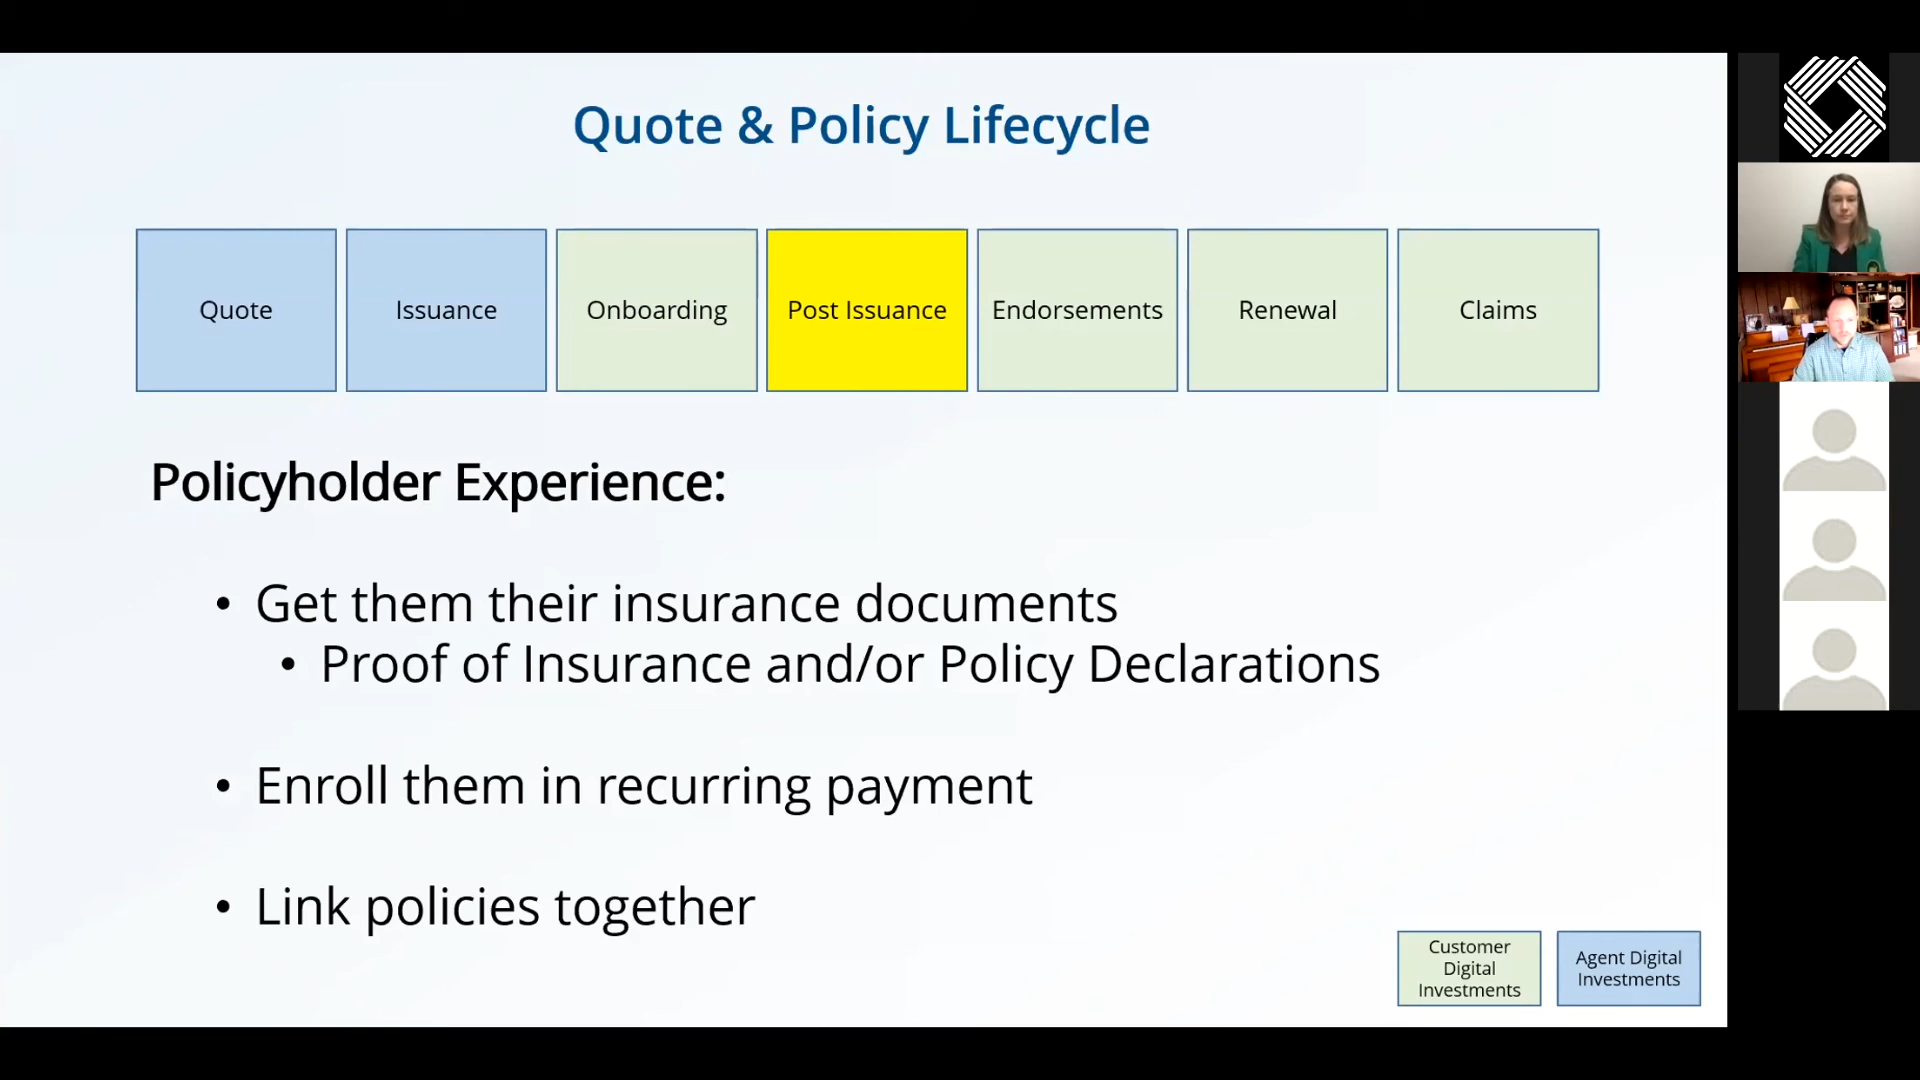 Quote & Policy Lifecycle
Quote
Issuance
Onboarding
Post Issuance
Endorsements
Renewal
Claims
Policyholder Experience:
• Get them their insurance documents
• Proof of Insurance and/or Policy Declarations
• Enroll them in recurring payment
• Link policies together
Customer
Digital
Investments
Agent Digital
Investments